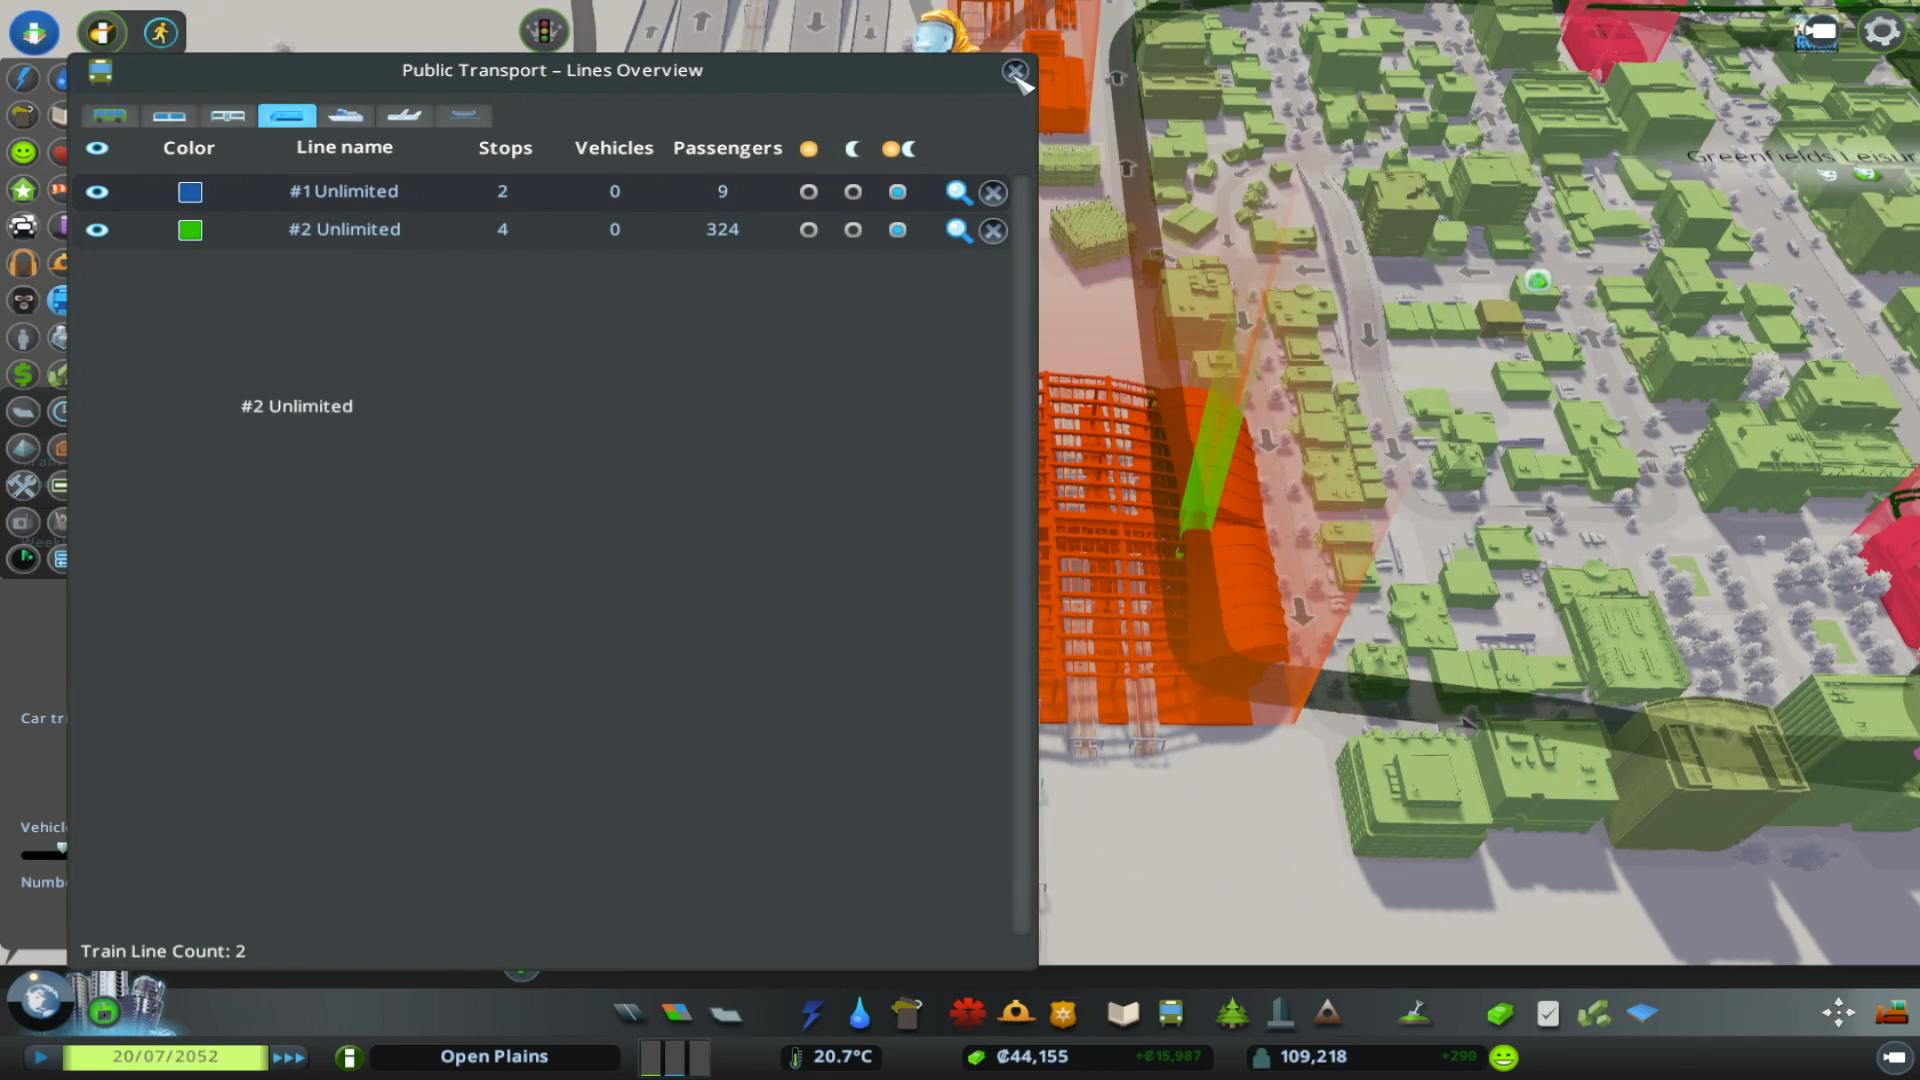 Public Transport – Lines Overview
Color Line name Stops Vehicles Passengers
#1 Unlimited 2 0 9
#2 Unlimited 4 0 324
#2 Unlimited
Greenfields Leisur
Car tri
Vehicl
Numb
Train Line Count: 2
20/07/2052 Open Plains 20.7°C ₡44,155 +₡15,987 109,218 +290